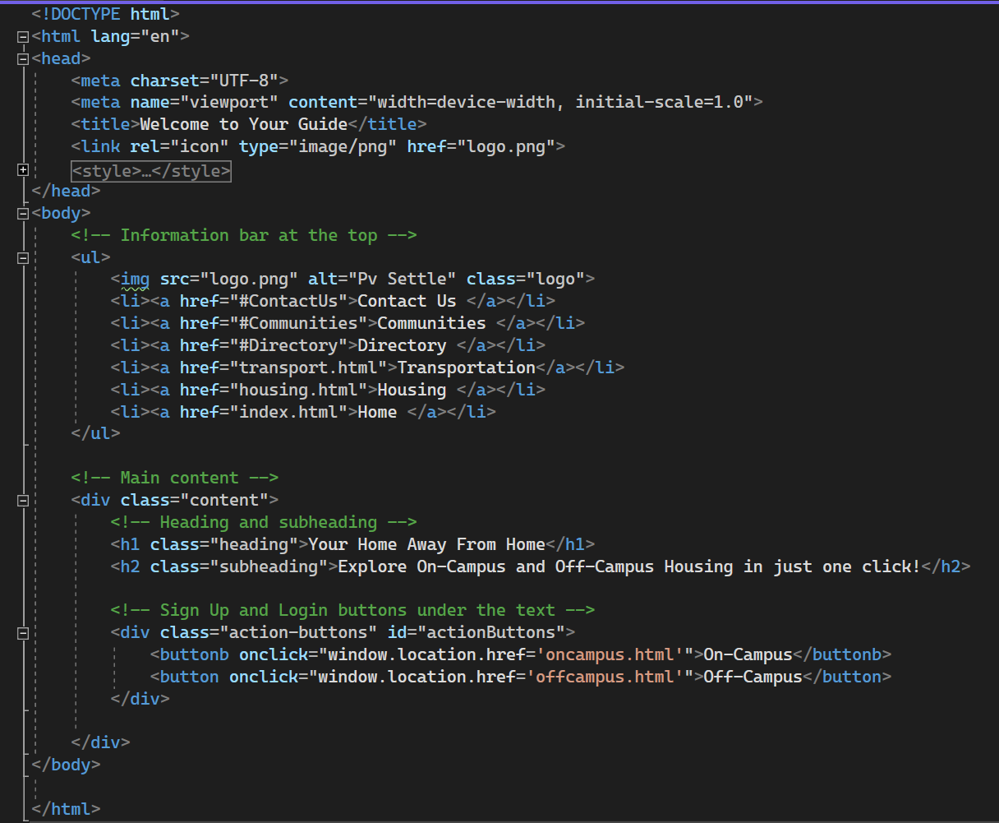 <!DOCTYPE html>
<html lang="en">
<head>
    <meta charset="UTF-8">
    <meta name="viewport" content="width=device-width, initial-scale=1.0">
    <title>Welcome to Your Guide</title>
    <link rel="icon" type="image/png" href="logo.png">
    <style>…</style>
</head>
<body>
    <!-- Information bar at the top -->
    <ul>
        <img src="logo.png" alt="Pv Settle" class="logo">
        <li><a href="#ContactUs">Contact Us </a></li>
        <li><a href="#Communities">Communities </a></li>
        <li><a href="#Directory">Directory </a></li>
        <li><a href="transport.html">Transportation</a></li>
        <li><a href="housing.html">Housing </a></li>
        <li><a href="index.html">Home </a></li>
    </ul>

    <!-- Main content -->
    <div class="content">
        <!-- Heading and subheading -->
        <h1 class="heading">Your Home Away From Home</h1>
        <h2 class="subheading">Explore On-Campus and Off-Campus Housing in just one click!</h2>

        <!-- Sign Up and Login buttons under the text -->
        <div class="action-buttons" id="actionButtons">
            <buttonb onclick="window.location.href='oncampus.html'">On-Campus</buttonb>
            <button onclick="window.location.href='offcampus.html'">Off-Campus</button>
        </div>

    </div>
</body>

</html>